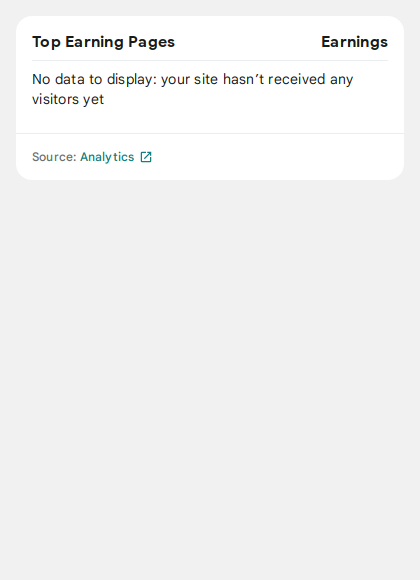 Top Earning Pages Earnings
No data to display: your site hasn’t received any
visitors yet
Source: Analytics